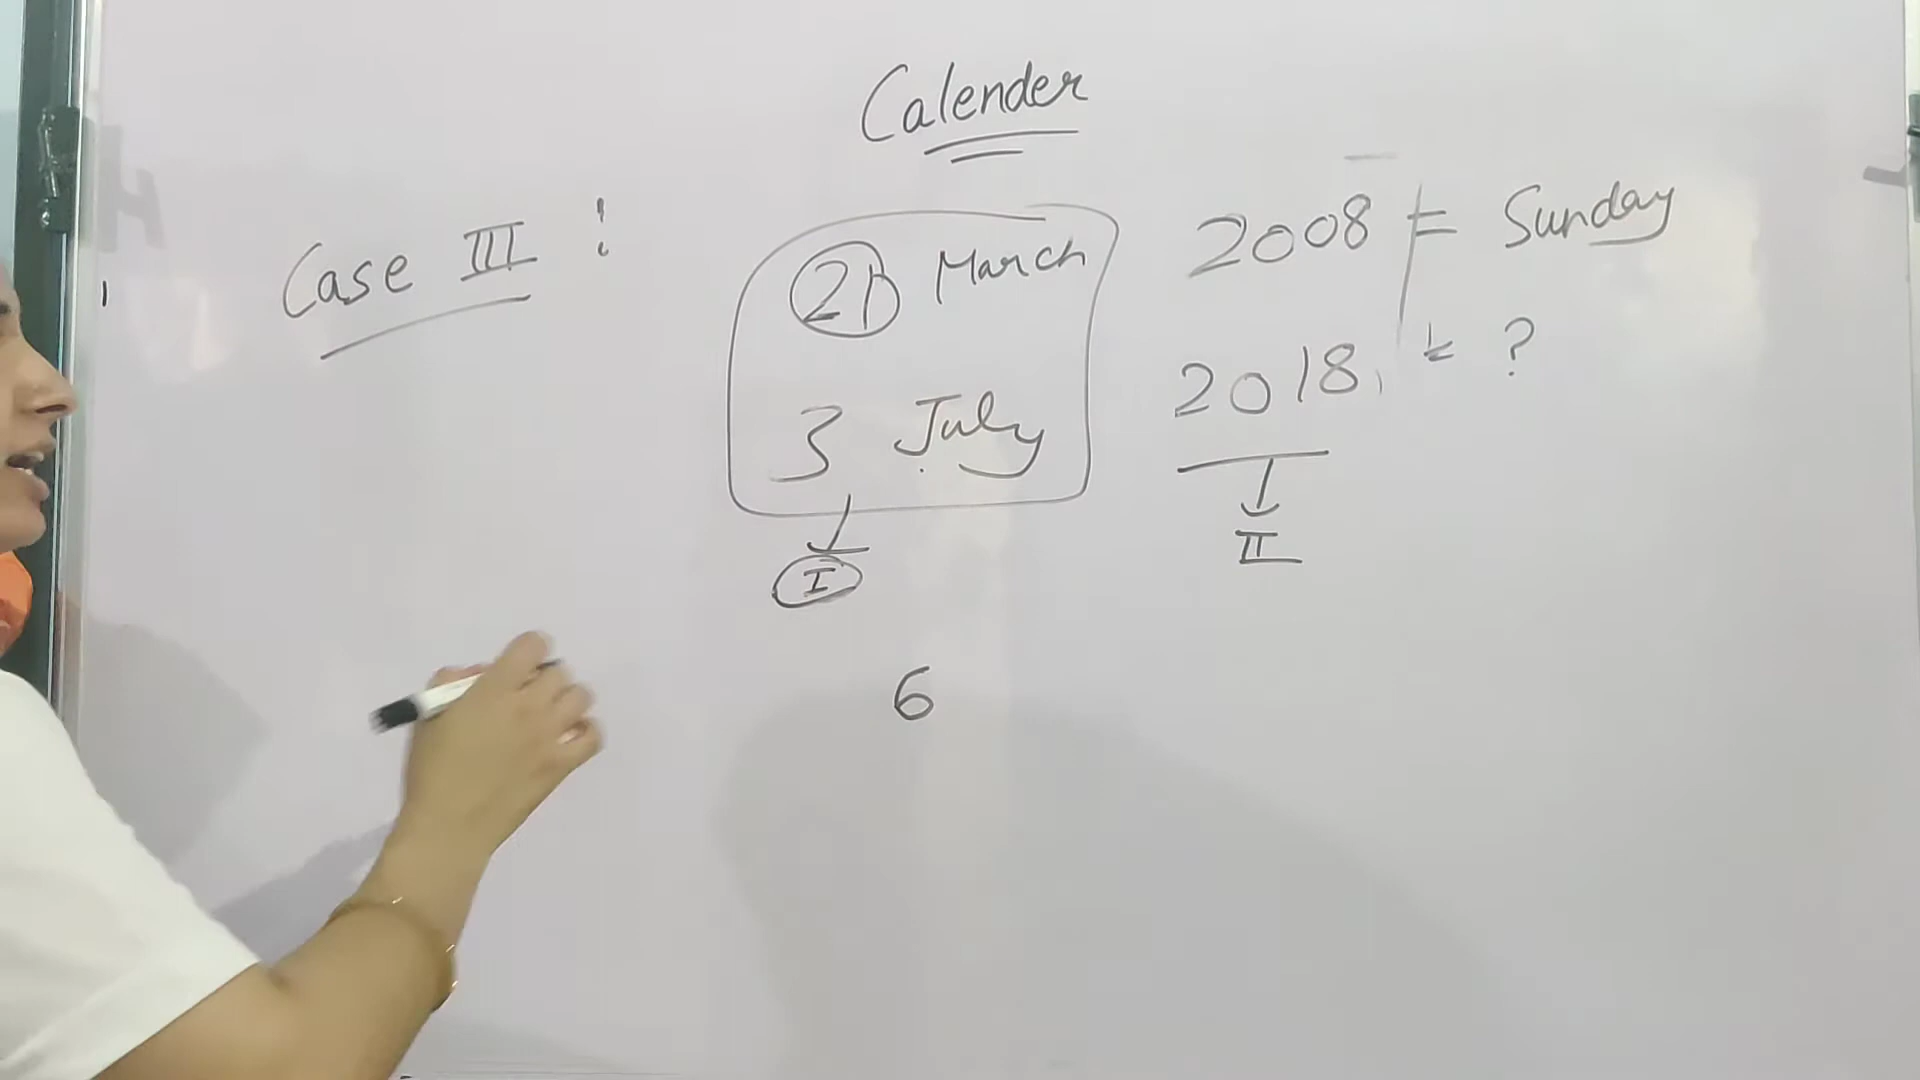 Calender
Case III :
21 March 2008 = Sunday
3 July 2018, = ?
I
II
6